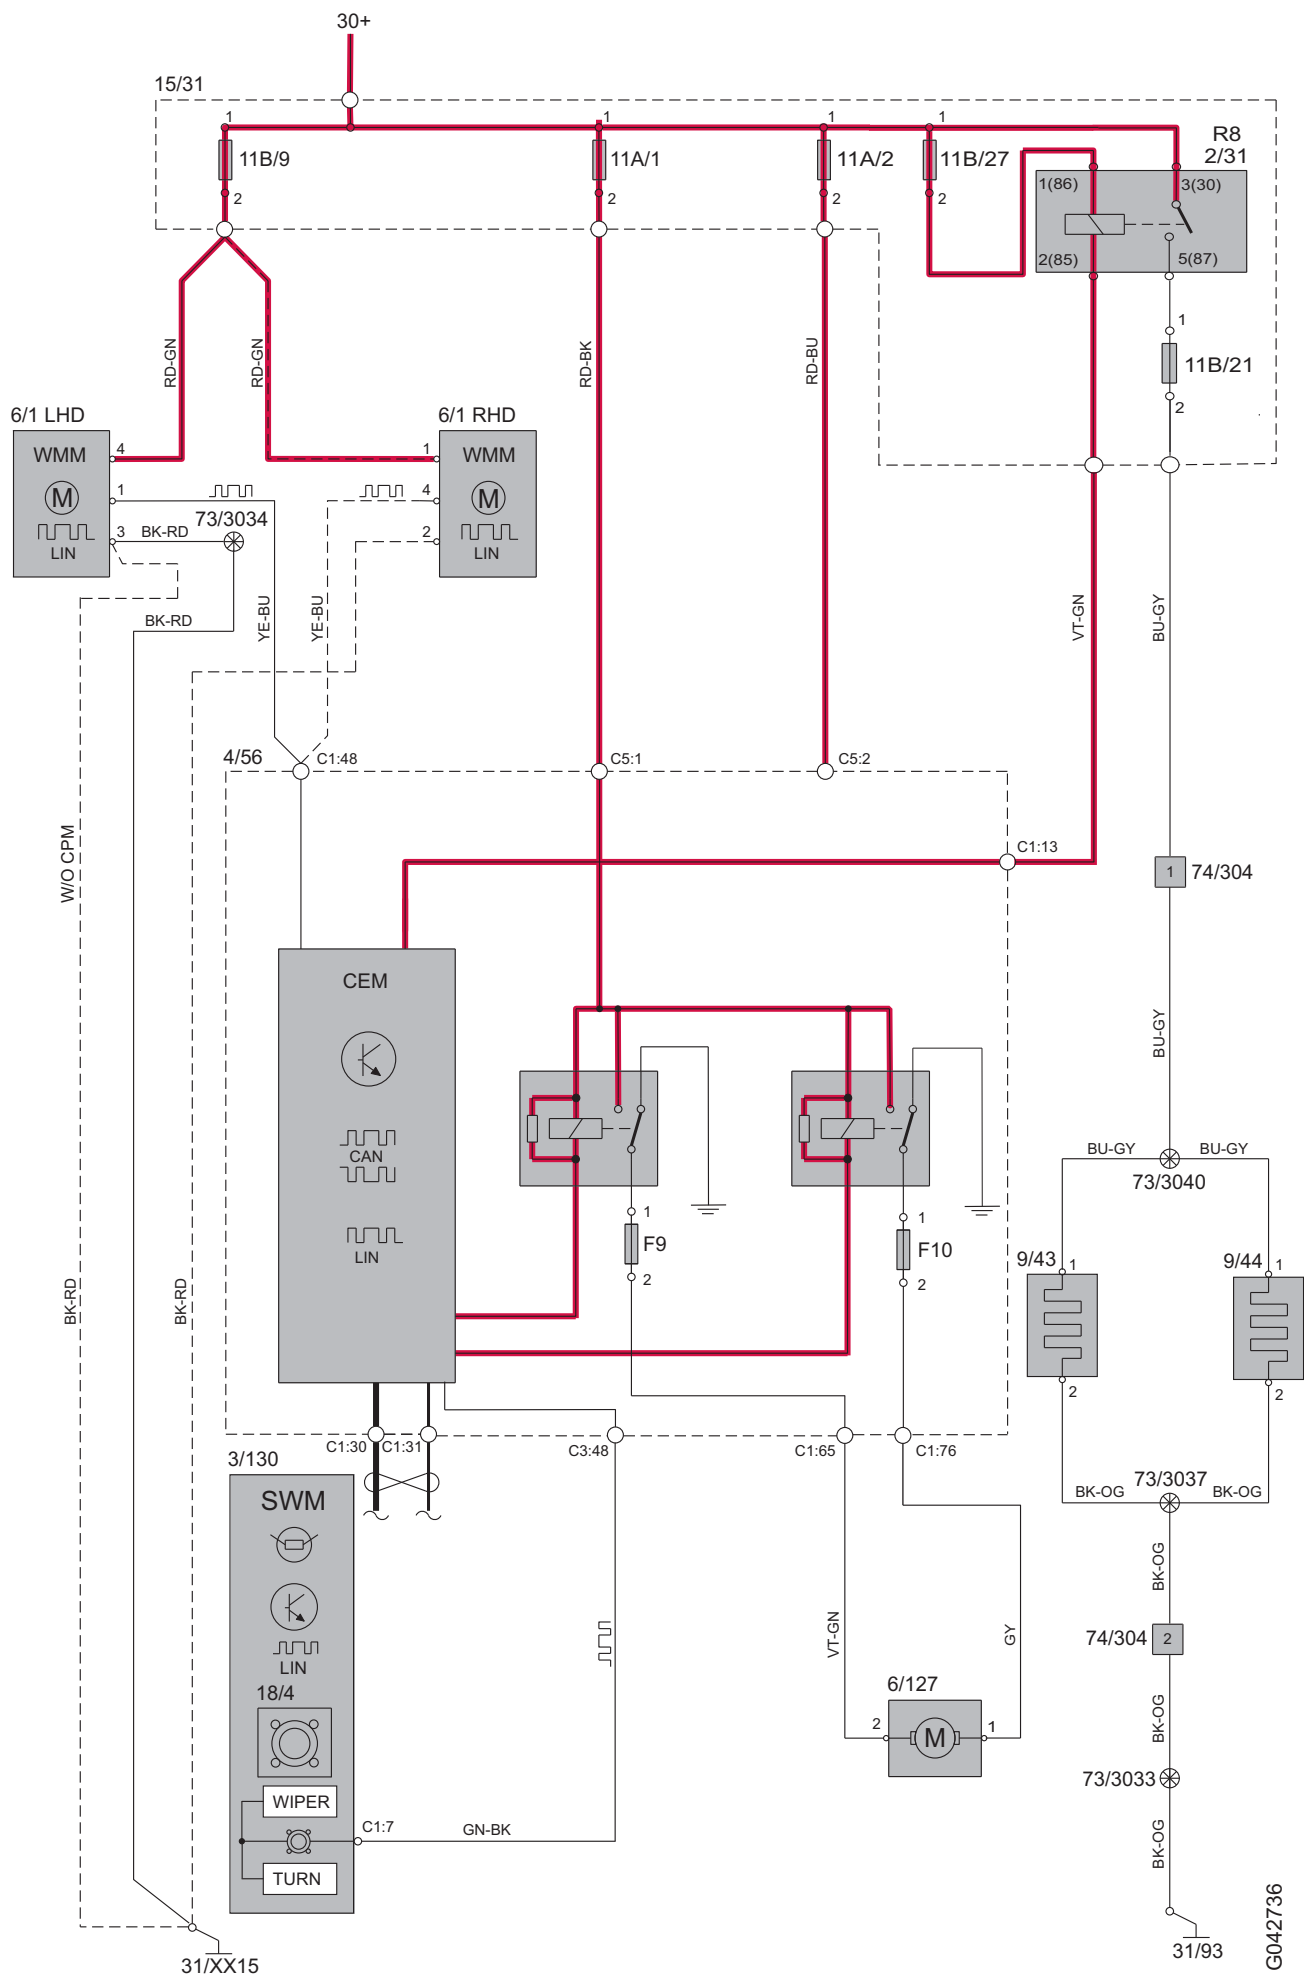 30+
15/31
1
1
1
1
R8
2/31
11B/9
11A/1
11A/2
11B/27
1(86)
3(30)
2
2
2
2
2(85)
5(87)
1
11B/21
2
RD-GN
RD-GN
RD-BK
RD-BU
6/1 LHD
6/1 RHD
WMM
4
1
WMM
M
1
4
M
73/3034
3
BK-RD
2
LIN
LIN
BK-RD
YE-BU
YE-BU
VT-GN
BU-GY
4/56
C1:48
C5:1
C5:2
C1:13
W/O CPM
1
74/304
CEM
BU-GY
CAN
BU-GY
BU-GY
73/3040
1
1
F9
F10
LIN
2
2
9/43
1
9/44
1
BK-RD
BK-RD
2
2
C1:30
C1:31
C3:48
C1:65
C1:76
3/130
73/3037
SWM
BK-OG
BK-OG
BK-OG
VT-GN
GY
74/304
2
LIN
18/4
6/127
BK-OG
2
M
1
73/3033
WIPER
C1:7
GN-BK
BK-OG
TURN
31/XX15
31/93
G042736